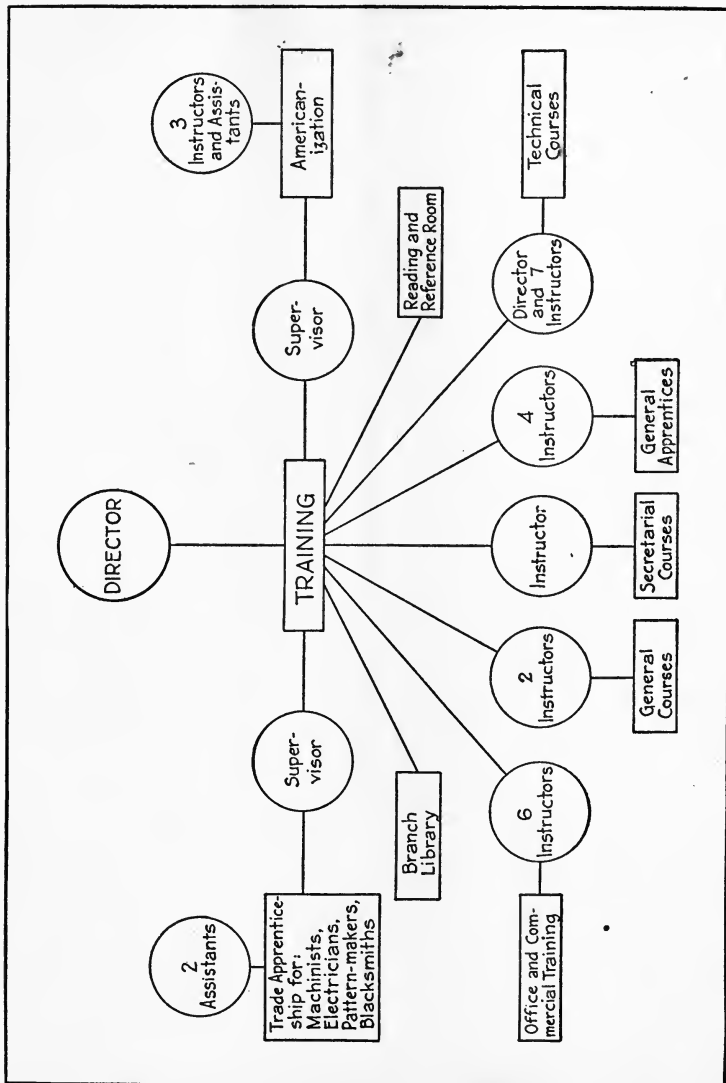 DIRECTOR
3
Instructors
and Assis-
tants
American-
ization
Super-
visor
TRAINING
Super-
visor
2
Assistants
Trade Apprentice-
ship for:
Machinists,
Electricians,
Pattern-makers,
Blacksmiths
Branch
Library
Reading and
Reference Room
6
Instructors
Office and Com-
mercial Training
2
Instructors
General
Courses
Instructor
Secretarial
Courses
4
Instructors
General
Apprentices
Director
and 7
Instructors
Technical
Courses